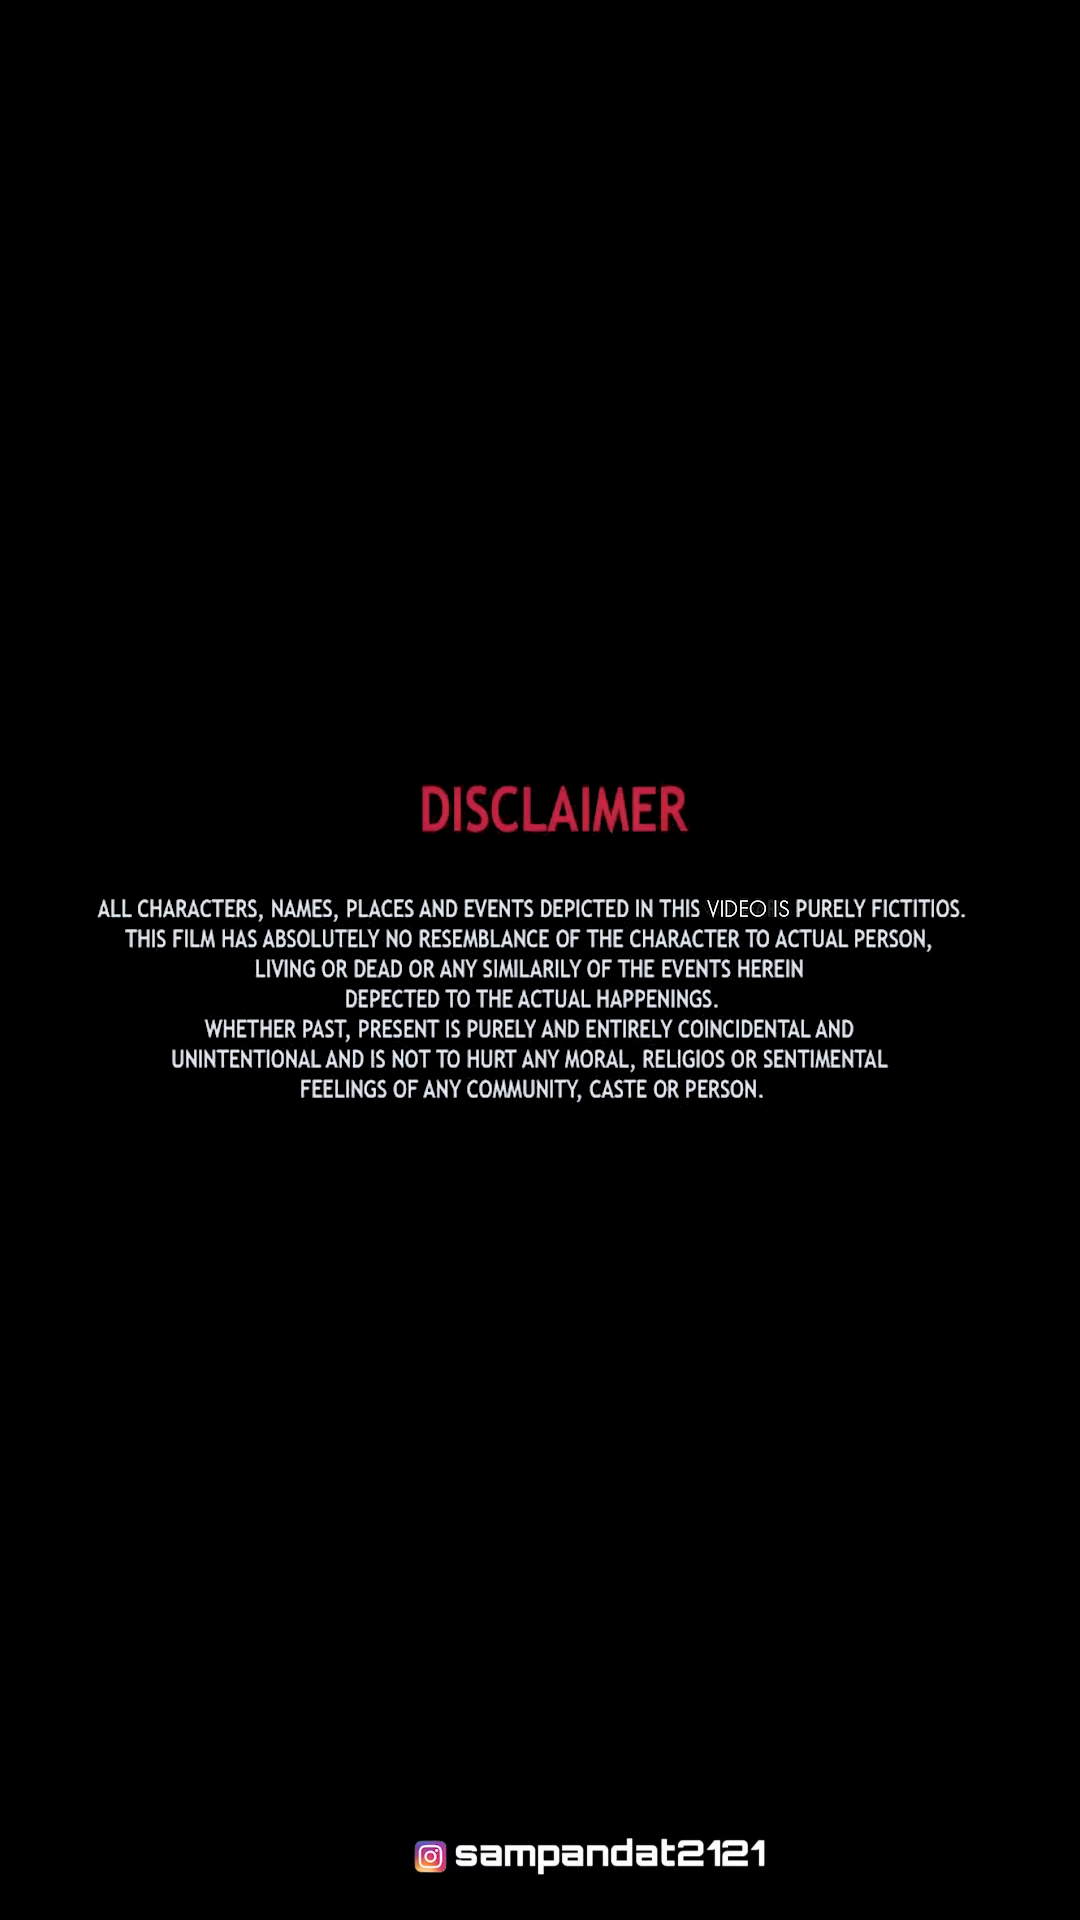 DISCLAIMER
ALL CHARACTERS, NAMES, PLACES AND EVENTS DEPICTED IN THIS VIDEO IS PURELY FICTITIOS.
THIS FILM HAS ABSOLUTELY NO RESEMBLANCE OF THE CHARACTER TO ACTUAL PERSON,
LIVING OR DEAD OR ANY SIMILARILY OF THE EVENTS HEREIN
DEPECTED TO THE ACTUAL HAPPENINGS.
WHETHER PAST, PRESENT IS PURELY AND ENTIRELY COINCIDENTAL AND
UNINTENTIONAL AND IS NOT TO HURT ANY MORAL, RELIGIOS OR SENTIMENTAL
FEELINGS OF ANY COMMUNITY, CASTE OR PERSON.
sampandat2121